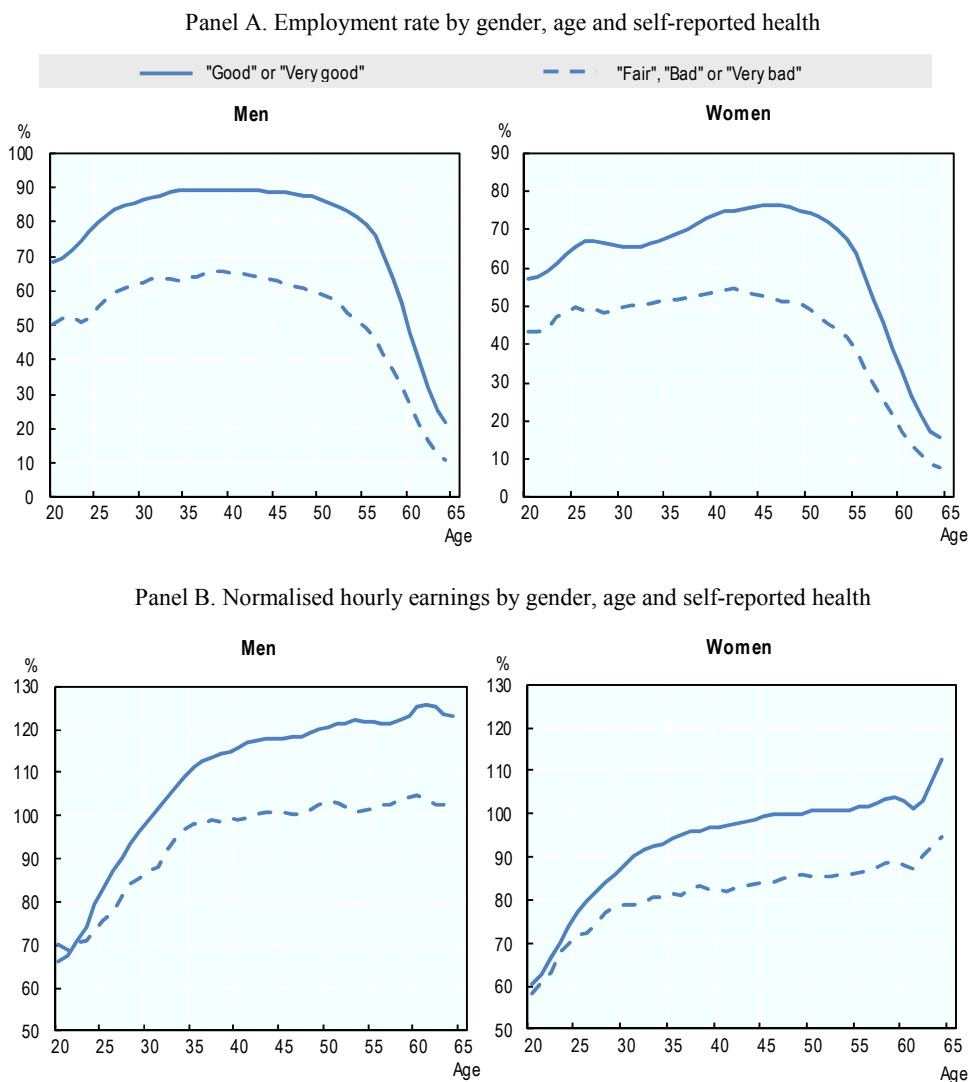 Panel A. Employment rate by gender, age and self-reported health
"Good" or "Very good" "Fair", "Bad" or "Very bad"
Men
%
100
90
80
70
60
50
40
30
20
10
0
20 25 30 35 40 45 50 55 60 65
Age
Women
%
90
80
70
60
50
40
30
20
10
0
20 25 30 35 40 45 50 55 60 65
Age
Panel B. Normalised hourly earnings by gender, age and self-reported health
Men
%
130
120
110
100
90
80
70
60
50
20 25 30 35 40 45 50 55 60 65
Age
Women
%
130
120
110
100
90
80
70
60
50
20 25 30 35 40 45 50 55 60 65
Age